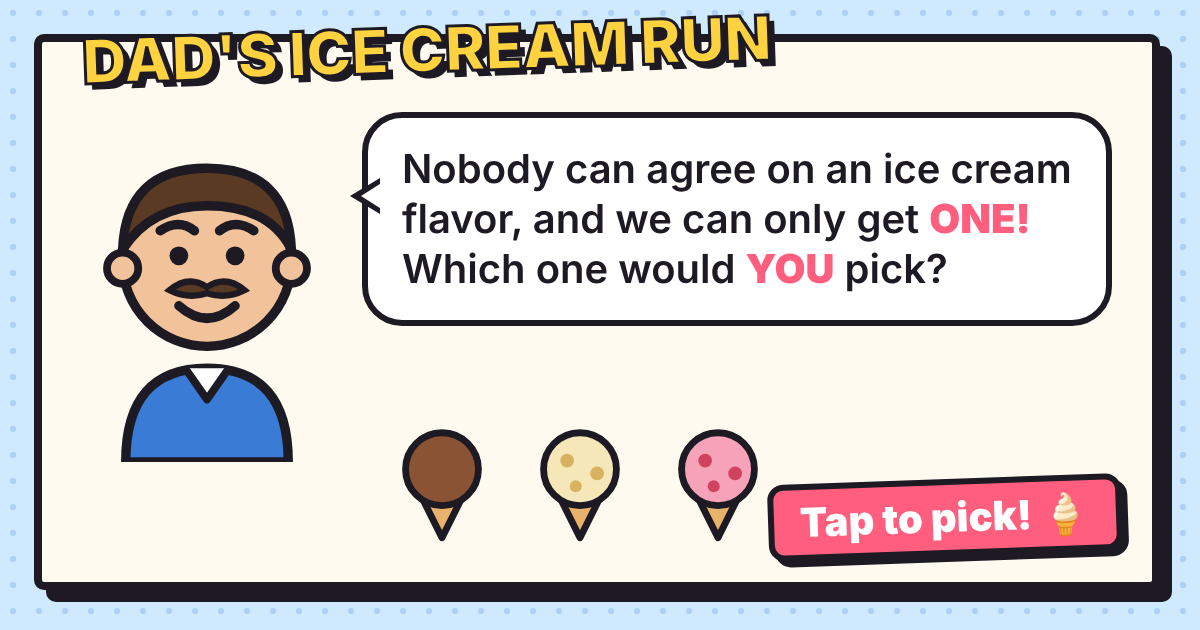 DAD'S ICE CREAM RUN
Nobody can agree on an ice cream
flavor, and we can only get ONE!
Which one would YOU pick?
Tap to pick! 🍦